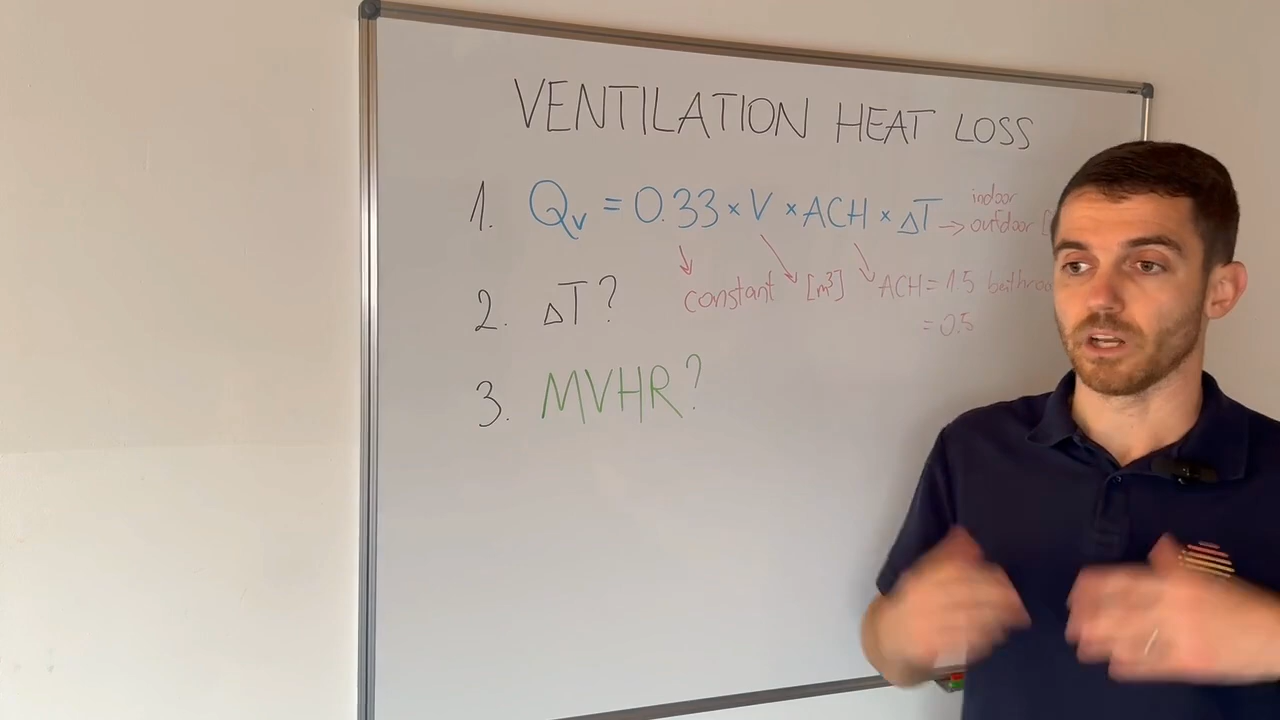 VENTILATION HEAT LOSS
1. Qv = 0.33 × V × ACH × ΔT → indoor
outdoor [
constant [m³] ACH = 1.5
= 0.5
2. ΔT?
3. MVHR?